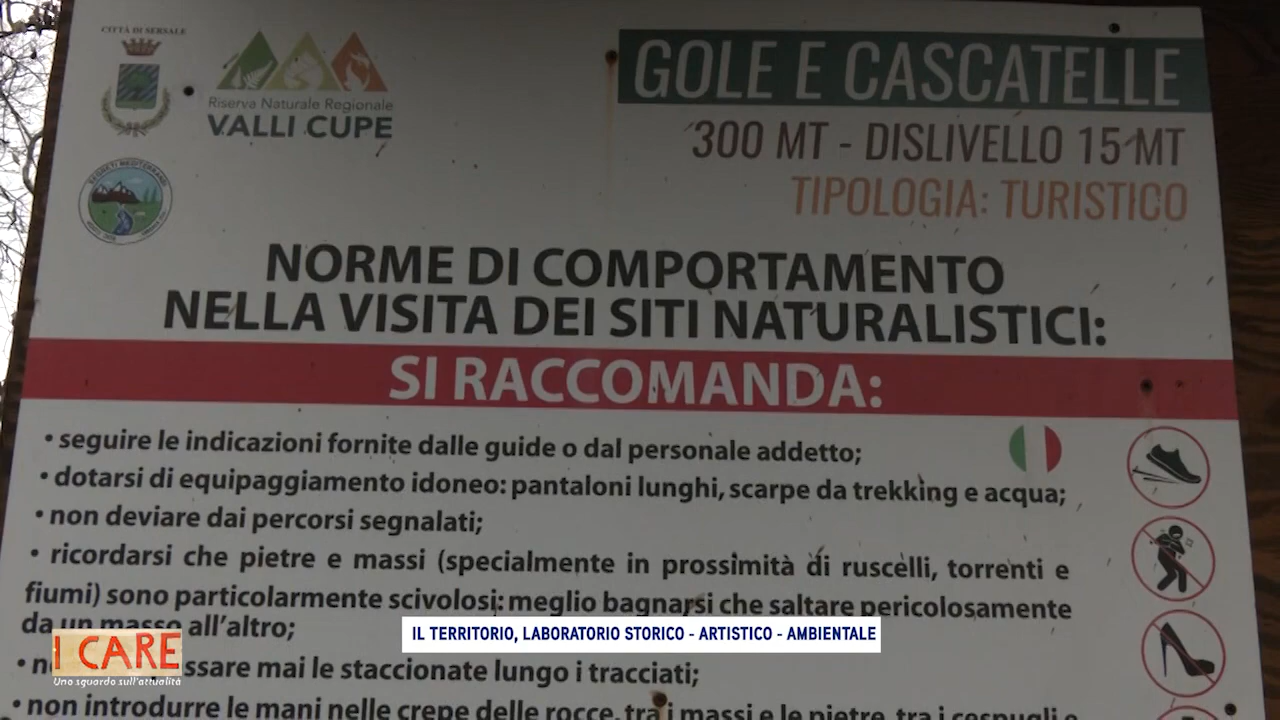 CITTÀ DI SERSALE
Riserva Naturale Regionale
VALLI CUPE
GOLE E CASCATELLE
300 MT - DISLIVELLO 15 MT
TIPOLOGIA: TURISTICO
NORME DI COMPORTAMENTO
NELLA VISITA DEI SITI NATURALISTICI:
SI RACCOMANDA:
• seguire le indicazioni fornite dalle guide o dal personale addetto;
• dotarsi di equipaggiamento idoneo: pantaloni lunghi, scarpe da trekking e acqua;
• non deviare dai percorsi segnalati;
• ricordarsi che pietre e massi (specialmente in prossimità di ruscelli, torrenti e
fiumi) sono particolarmente scivolosi: meglio bagnarsi che saltare pericolosamente
da un masso all'altro;
ssare mai le staccionate lungo i tracciati;
• non introdurre le mani nelle crepe delle rocce, tra i massi e le pietre, tra i cespugli e
I CARE
Uno sguardo sull'attualità
IL TERRITORIO, LABORATORIO STORICO - ARTISTICO - AMBIENTALE